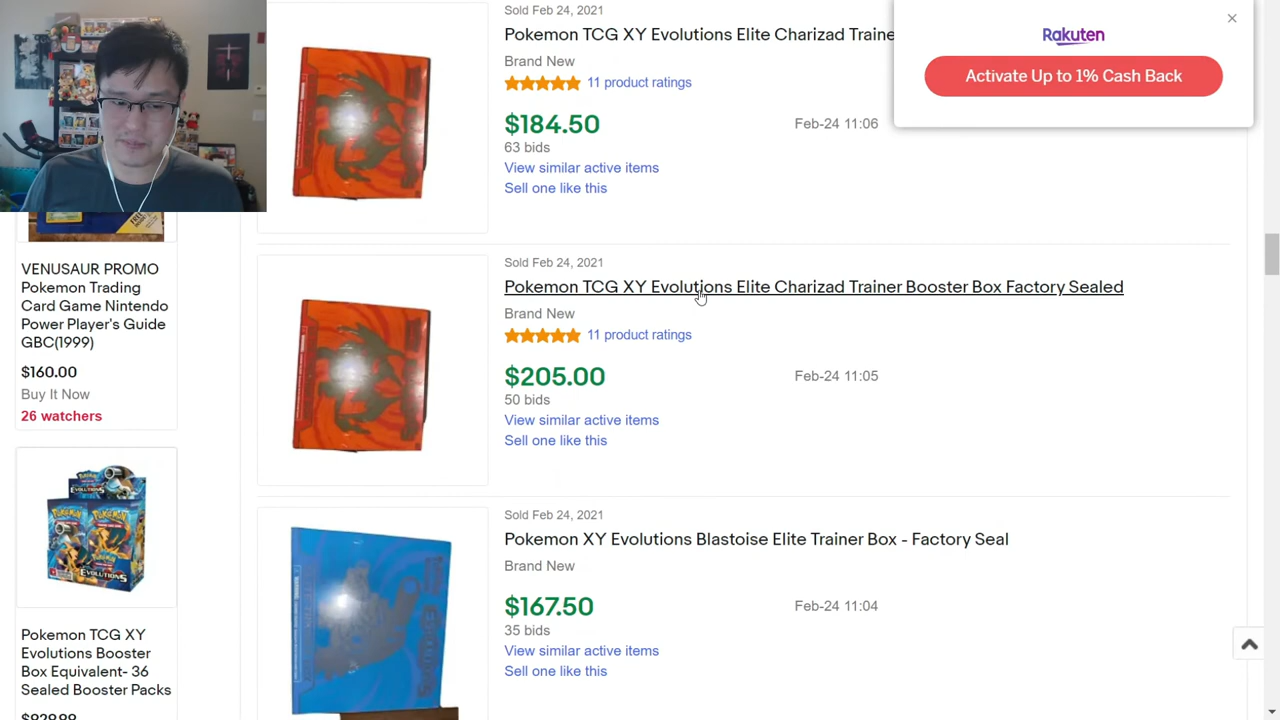 Sold Feb 24, 2021
Pokemon TCG XY Evolutions Elite Charizad Traine
Brand New
11 product ratings
$184.50
Feb-24 11:06
63 bids
View similar active items
Sell one like this
Rakuten
Activate Up to 1% Cash Back
VENUSAUR PROMO
Pokemon Trading
Card Game Nintendo
Power Player's Guide
GBC(1999)
$160.00
Buy It Now
26 watchers
Sold Feb 24, 2021
Pokemon TCG XY Evolutions Elite Charizad Trainer Booster Box Factory Sealed
Brand New
11 product ratings
$205.00
Feb-24 11:05
50 bids
View similar active items
Sell one like this
EVOLUTIONS
Pokemon TCG XY
Evolutions Booster
Box Equivalent- 36
Sealed Booster Packs
$929.99
Sold Feb 24, 2021
Pokemon XY Evolutions Blastoise Elite Trainer Box - Factory Seal
Brand New
$167.50
Feb-24 11:04
35 bids
View similar active items
Sell one like this